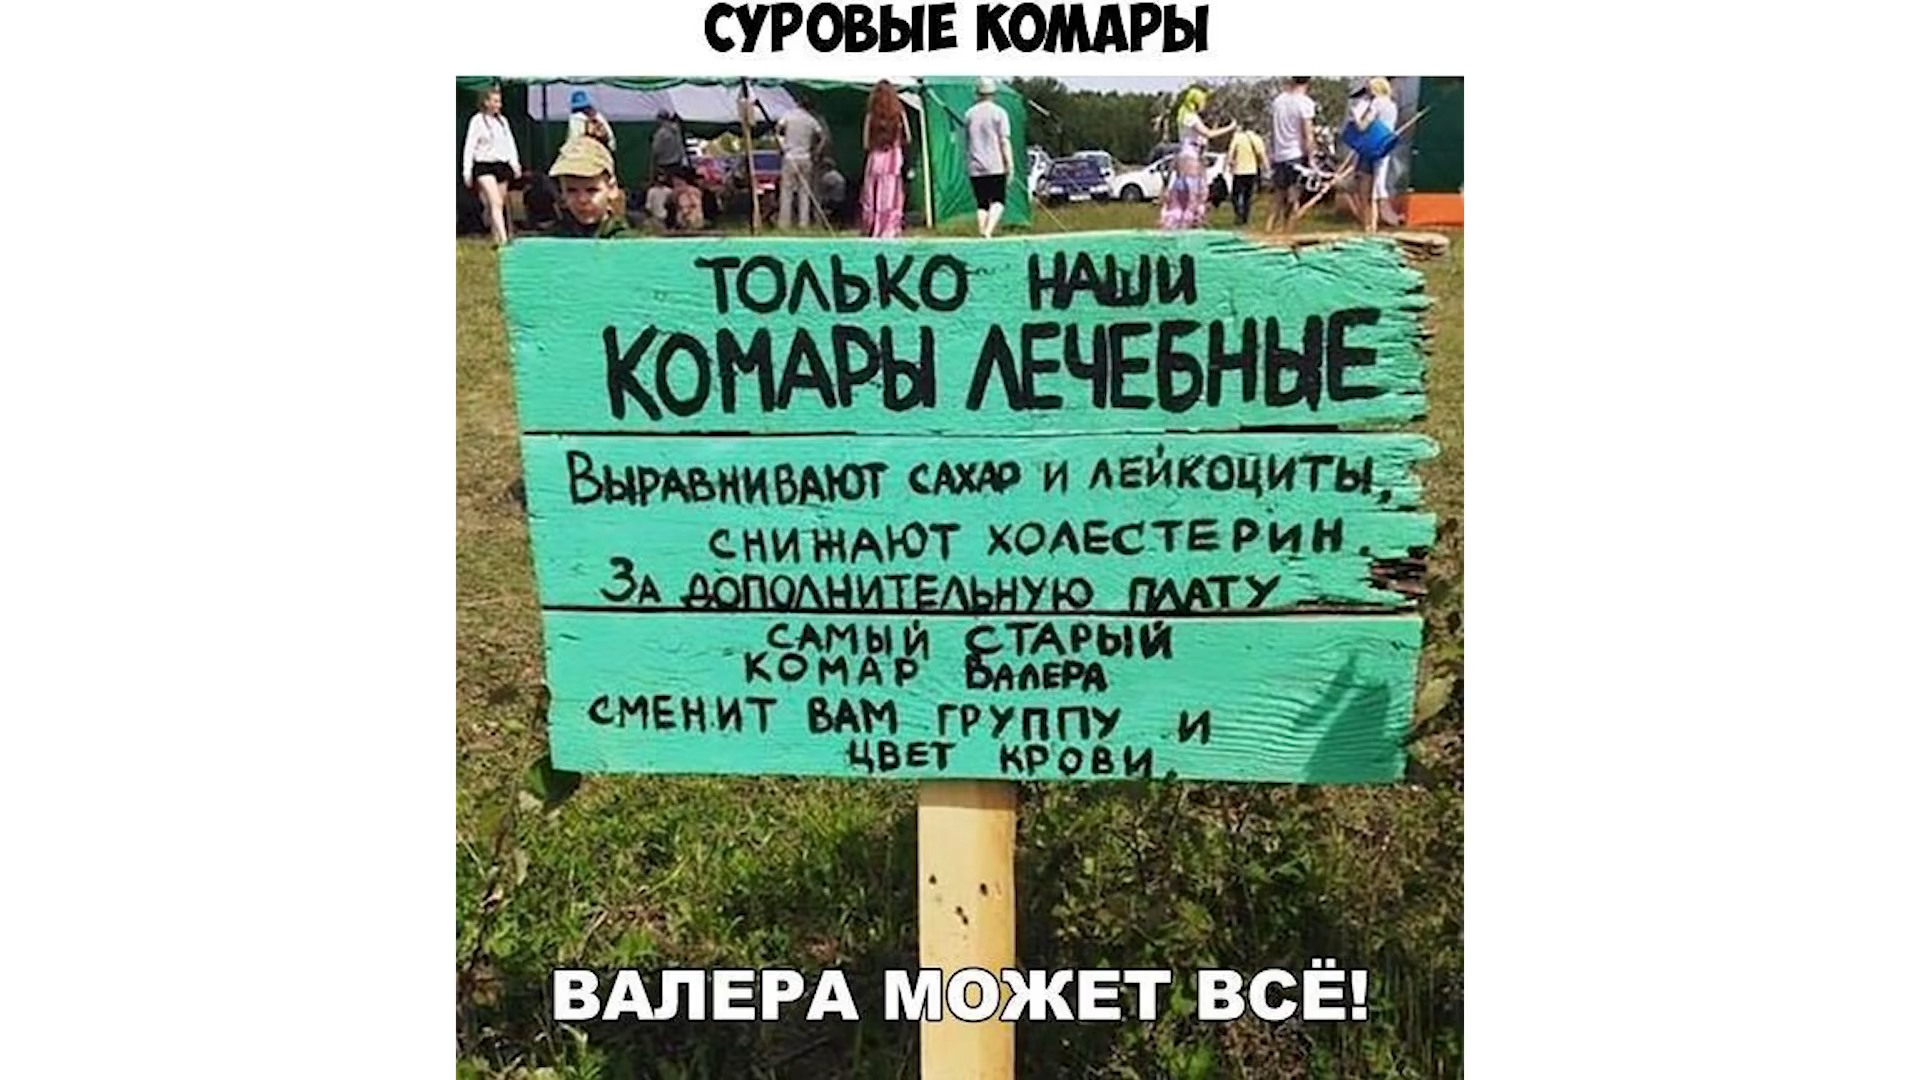 СУРОВЫЕ КОМАРЫ
ТОЛЬКО НАШИ
КОМАРЫ ЛЕЧЕБНЫЕ
ВЫРАВНИВАЮТ САХАР И ЛЕЙКОЦИТЫ,
СНИЖАЮТ ХОЛЕСТЕРИН.
ЗА ДОПОЛНИТЕЛЬНУЮ ПЛАТУ
САМЫЙ СТАРЫЙ
КОМАР ВАЛЕРА
СМЕНИТ ВАМ ГРУППУ И
ЦВЕТ КРОВИ.
ВАЛЕРА МОЖЕТ ВСЁ!